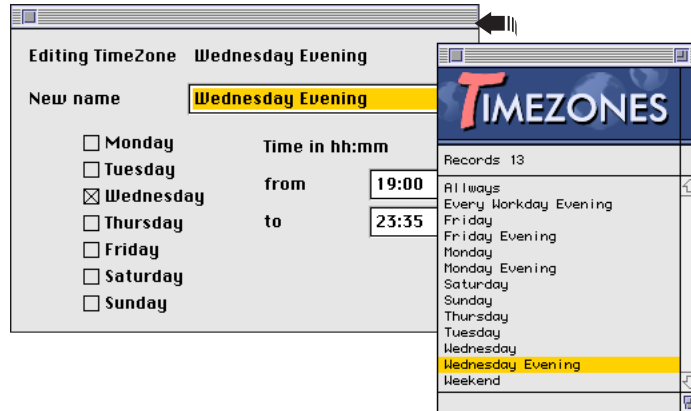 Editing TimeZone Wednesday Evening
New name Wednesday Evening
Monday
Tuesday
Wednesday
Thursday
Friday
Saturday
Sunday
Time in hh:mm
from 19:00
to 23:35
TIMEZONES
Records 13
Allways
Every Workday Evening
Friday
Friday Evening
Monday
Monday Evening
Saturday
Sunday
Thursday
Tuesday
Wednesday
Wednesday Evening
Weekend